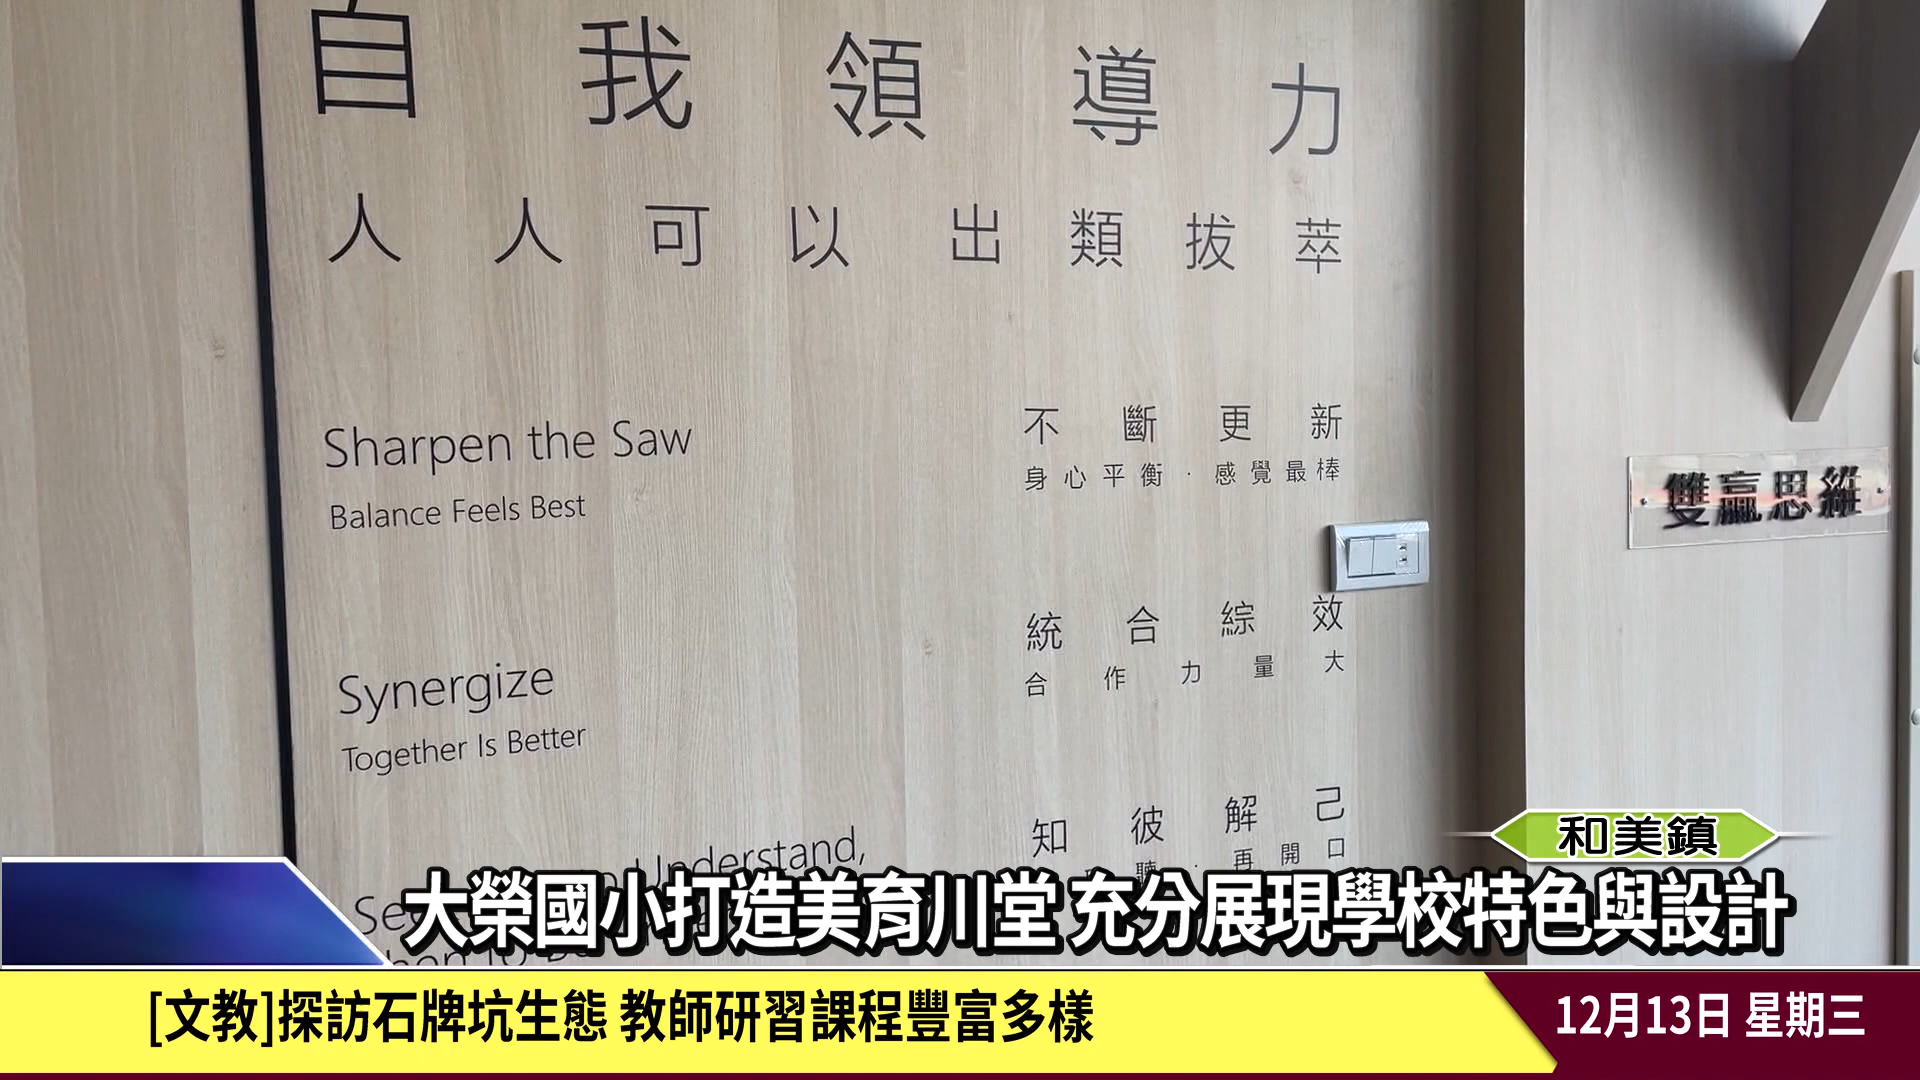 自我領導力
人人可以出類拔萃
Sharpen the Saw
Balance Feels Best
不斷更新
身心平衡·感覺最棒
雙贏思維
Synergize
Together Is Better
統合綜效
合作力量大
知彼解己
聽·再開口
Understand,
和美鎮
大榮國小打造美育川堂 充分展現學校特色與設計
[文教]探訪石牌坑生態 教師研習課程豐富多樣
12月13日 星期三